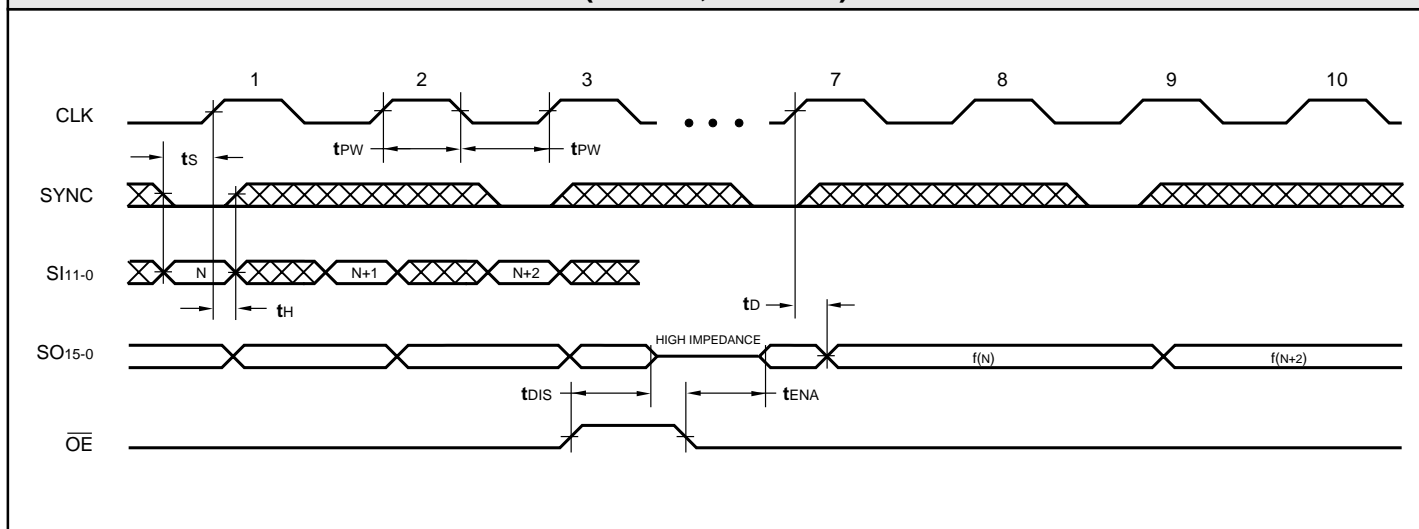 1 2 3 7 8 9 10
CLK
tS tPW tPW
SYNC
SI11-0 N N+1 N+2
tH tD
HIGH IMPEDANCE
SO15-0 f(N) f(N+2)
tDIS tENA
OE